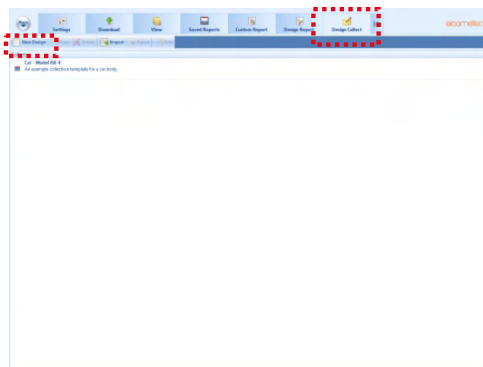 Settings Download View Saved Reports Custom Report Design Report Design Collect
elcometer
New Design Delete Import
Car - Model AB-4
An example collection template for a car body.